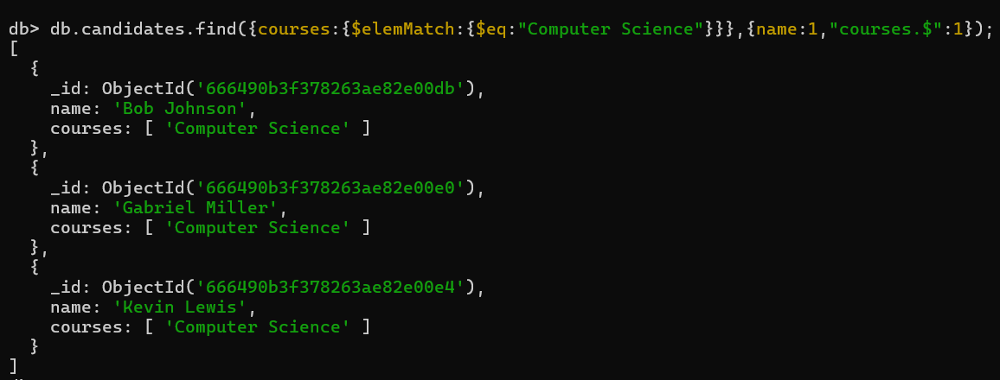 db> db.candidates.find({courses:{$elemMatch:{$eq:"Computer Science"}}},{name:1,"courses.$":1});
[
  {
    _id: ObjectId('666490b3f378263ae82e00db'),
    name: 'Bob Johnson',
    courses: [ 'Computer Science' ]
  },
  {
    _id: ObjectId('666490b3f378263ae82e00e0'),
    name: 'Gabriel Miller',
    courses: [ 'Computer Science' ]
  },
  {
    _id: ObjectId('666490b3f378263ae82e00e4'),
    name: 'Kevin Lewis',
    courses: [ 'Computer Science' ]
  }
]